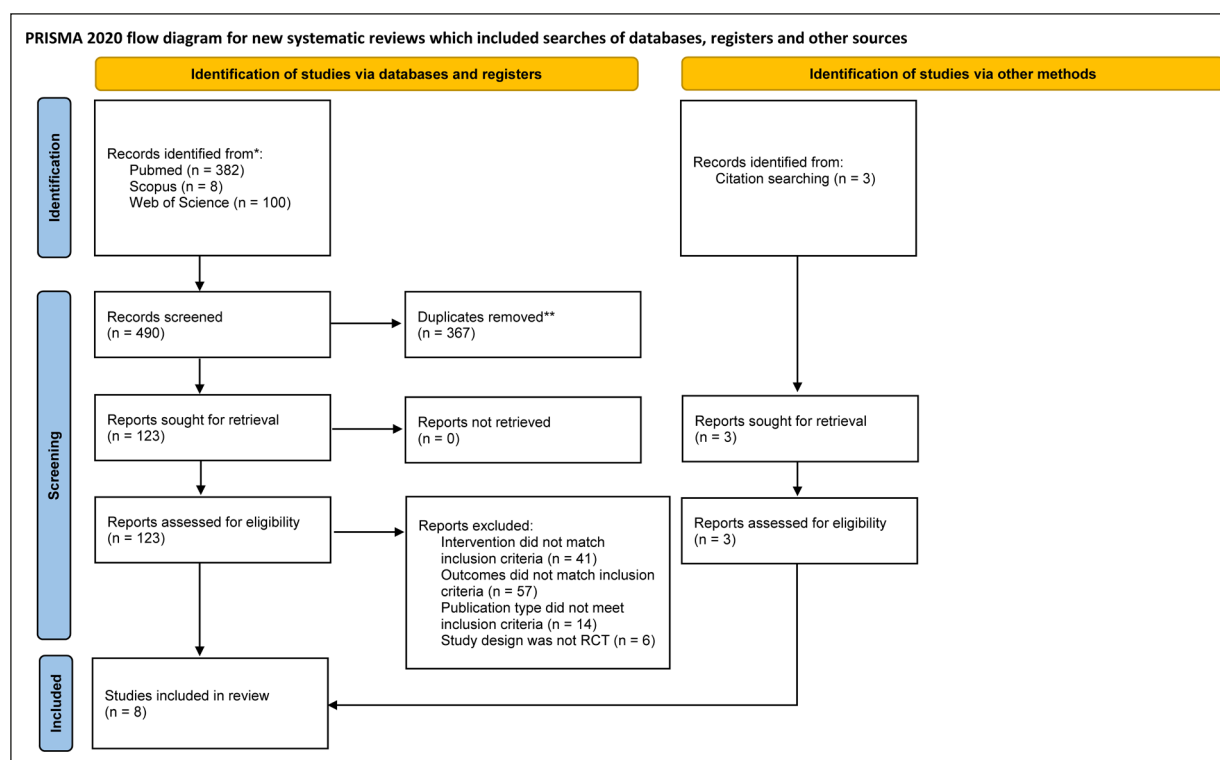 PRISMA 2020 flow diagram for new systematic reviews which included searches of databases, registers and other sources
Identification of studies via databases and registers
Identification of studies via other methods
Identification
Records identified from*:
Pubmed (n = 382)
Scopus (n = 8)
Web of Science (n = 100)
Records identified from:
Citation searching (n = 3)
Screening
Records screened
(n = 490)
Duplicates removed**
(n = 367)
Reports sought for retrieval
(n = 123)
Reports not retrieved
(n = 0)
Reports sought for retrieval
(n = 3)
Reports assessed for eligibility
(n = 123)
Reports excluded:
Intervention did not match
inclusion criteria (n = 41)
Outcomes did not match inclusion
criteria (n = 57)
Publication type did not meet
inclusion criteria (n = 14)
Study design was not RCT (n = 6)
Reports assessed for eligibility
(n = 3)
Included
Studies included in review
(n = 8)